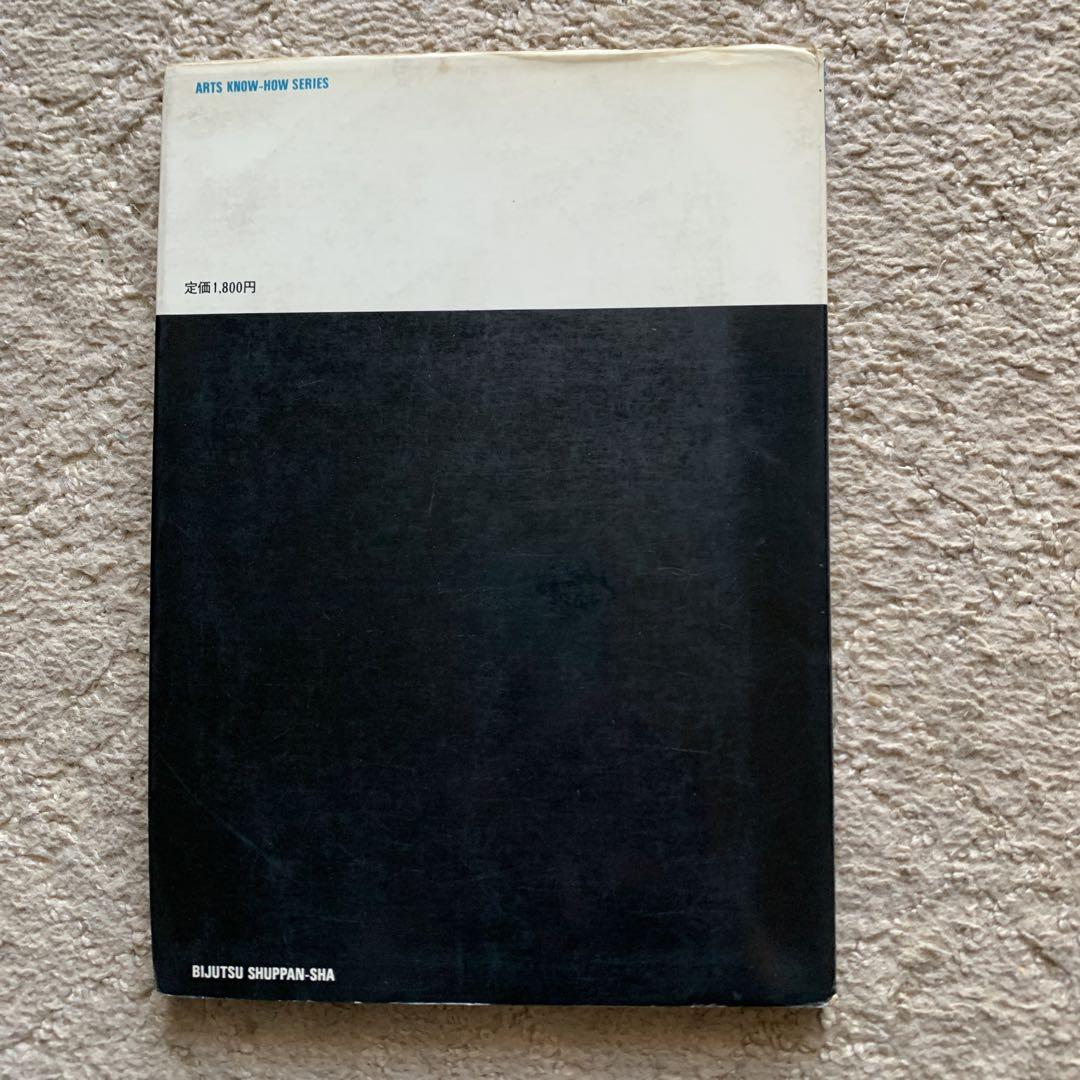 ARTS KNOW-HOW SERIES
定価1,800円
BIJUTSU SHUPPAN-SHA